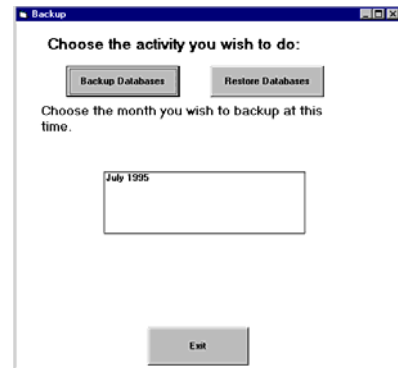 Backup
Choose the activity you wish to do:
Backup Databases Restore Databases
Choose the month you wish to backup at this
time.
July 1995
Exit